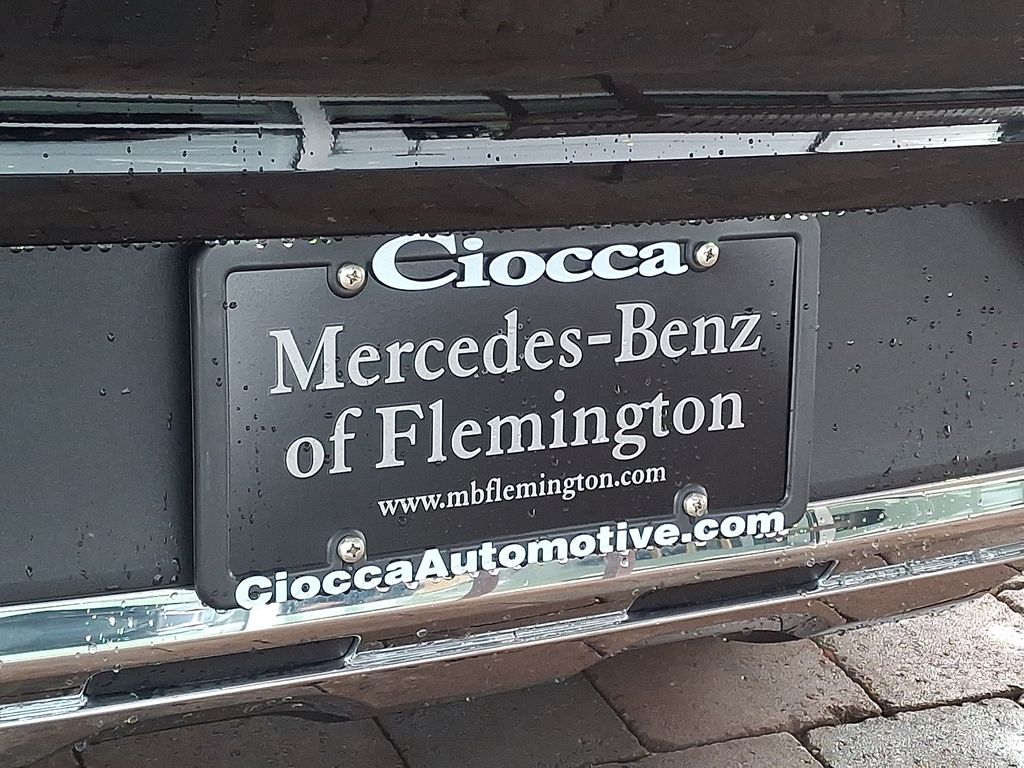 Ciocca
Mercedes-Benz
of Flemington
www.mbflemington.com
CioccaAutomotive.com